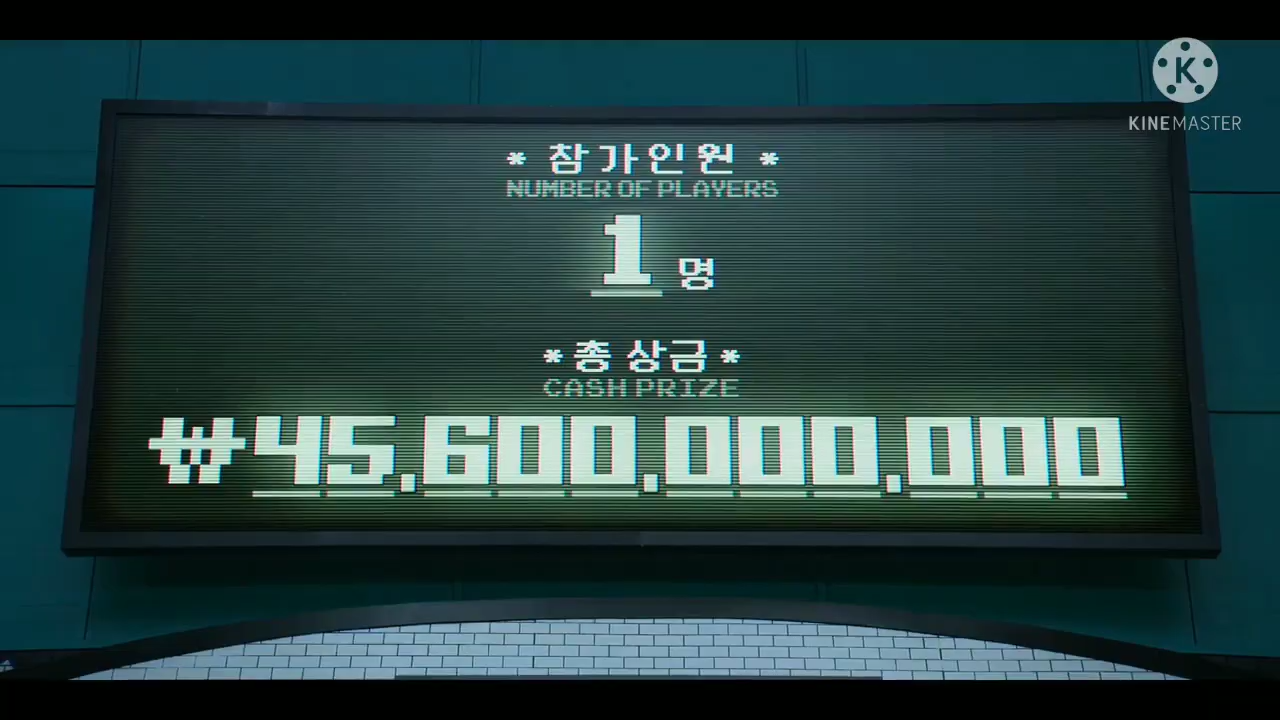 * 참가인원 *
NUMBER OF PLAYERS
1 명
* 총 상금 *
CASH PRIZE
₩45,600,000,000
K
KINEMASTER